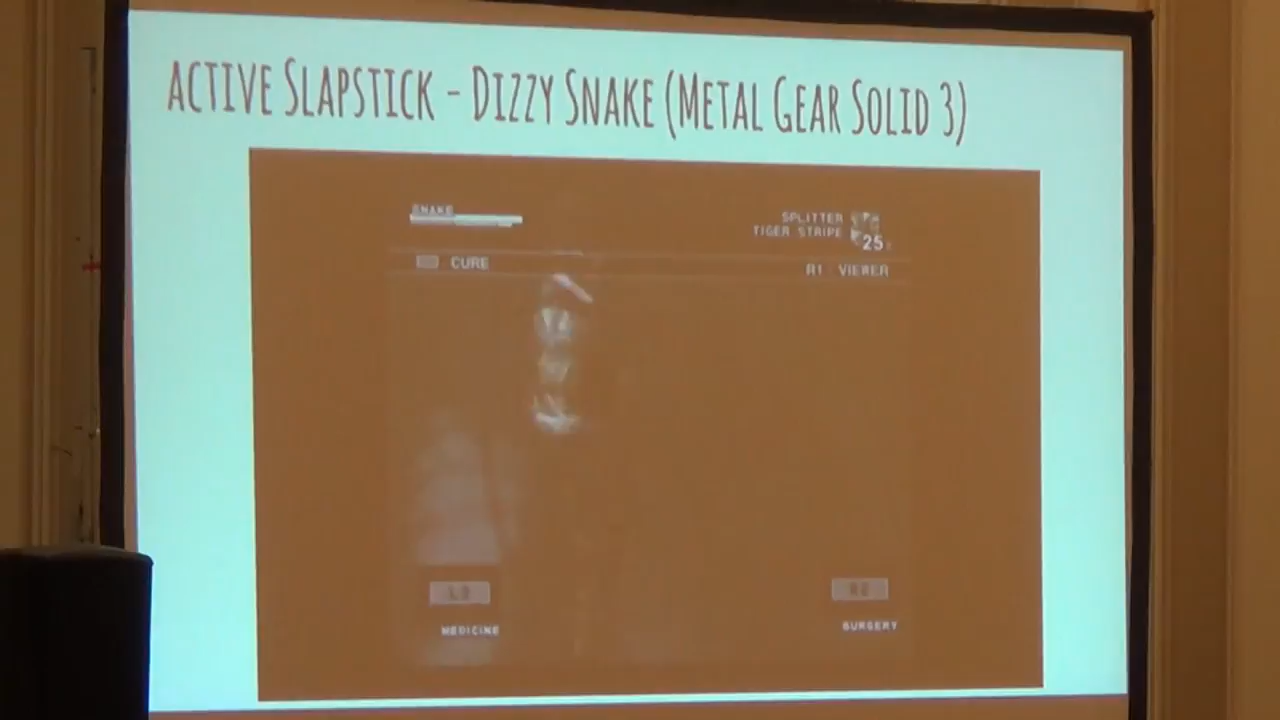 ACTIVE SLAPSTICK - DIZZY SNAKE (METAL GEAR SOLID 3)
SNAKE
SPLITTER
TIGER STRIPE
25
CURE
R1 VIEWER
MEDICINE
SURGERY